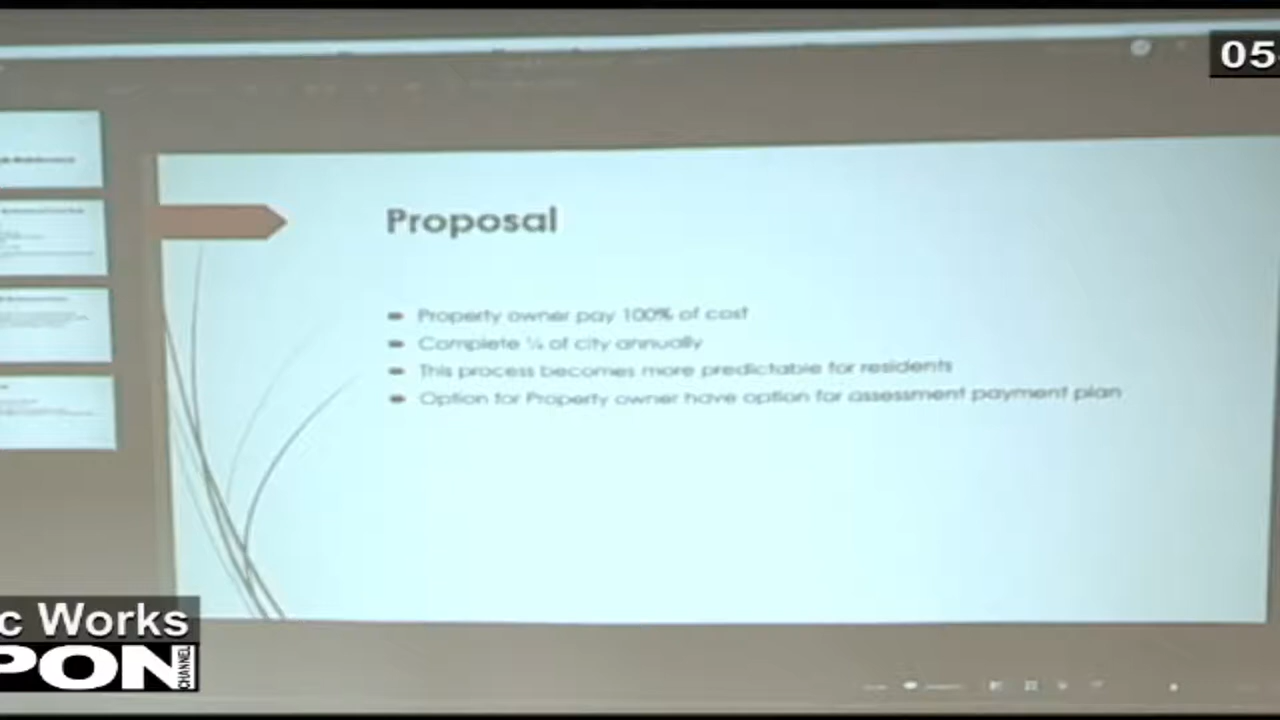 05
Proposal
Property owner pay 100% of cost
Complete ¼ of city annually
This process becomes more predictable for residents
Option for Property owner have option for assessment payment plan
c Works
PON
CHANNEL